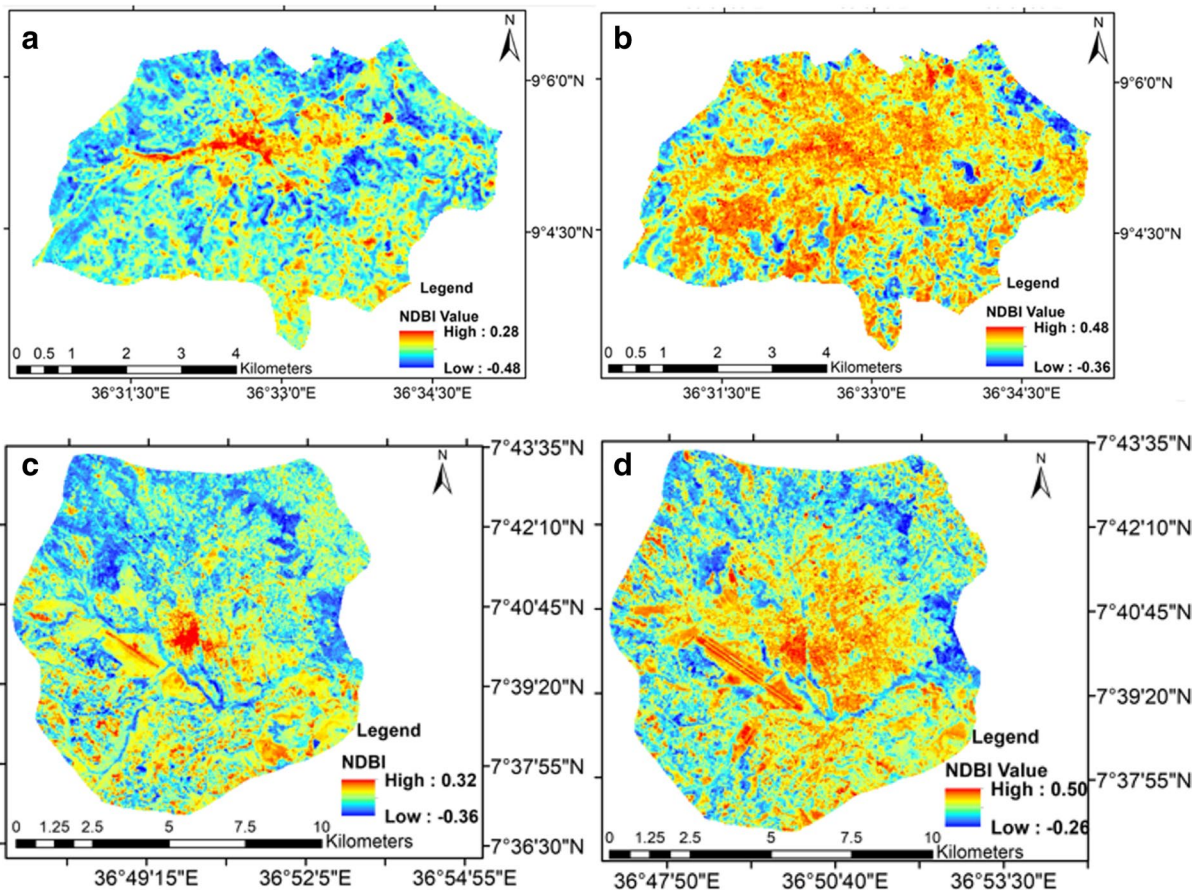 a
N
9°6'0"N
9°4'30"N
Legend
NDBI Value
High : 0.28
Low : -0.48
0 0.5 1 2 3 4
Kilometers
36°31'30"E 36°33'0"E 36°34'30"E
b
N
9°6'0"N
9°4'30"N
Legend
NDBI Value
High : 0.48
Low : -0.36
0 0.5 1 2 3 4
Kilometers
36°31'30"E 36°33'0"E 36°34'30"E
c
N
7°43'35"N
7°42'10"N
7°40'45"N
7°39'20"N
7°37'55"N
7°36'30"N
Legend
NDBI
High : 0.32
Low : -0.36
0 1.25 2.5 5 7.5 10
Kilometers
36°49'15"E 36°52'5"E 36°54'55"E
d
N
7°43'35"N
7°42'10"N
7°40'45"N
7°39'20"N
7°37'55"N
Legend
NDBI Value
High : 0.50
Low : -0.26
0 1.25 2.5 5 7.5 10
Kilometers
36°47'50"E 36°50'40"E 36°53'30"E